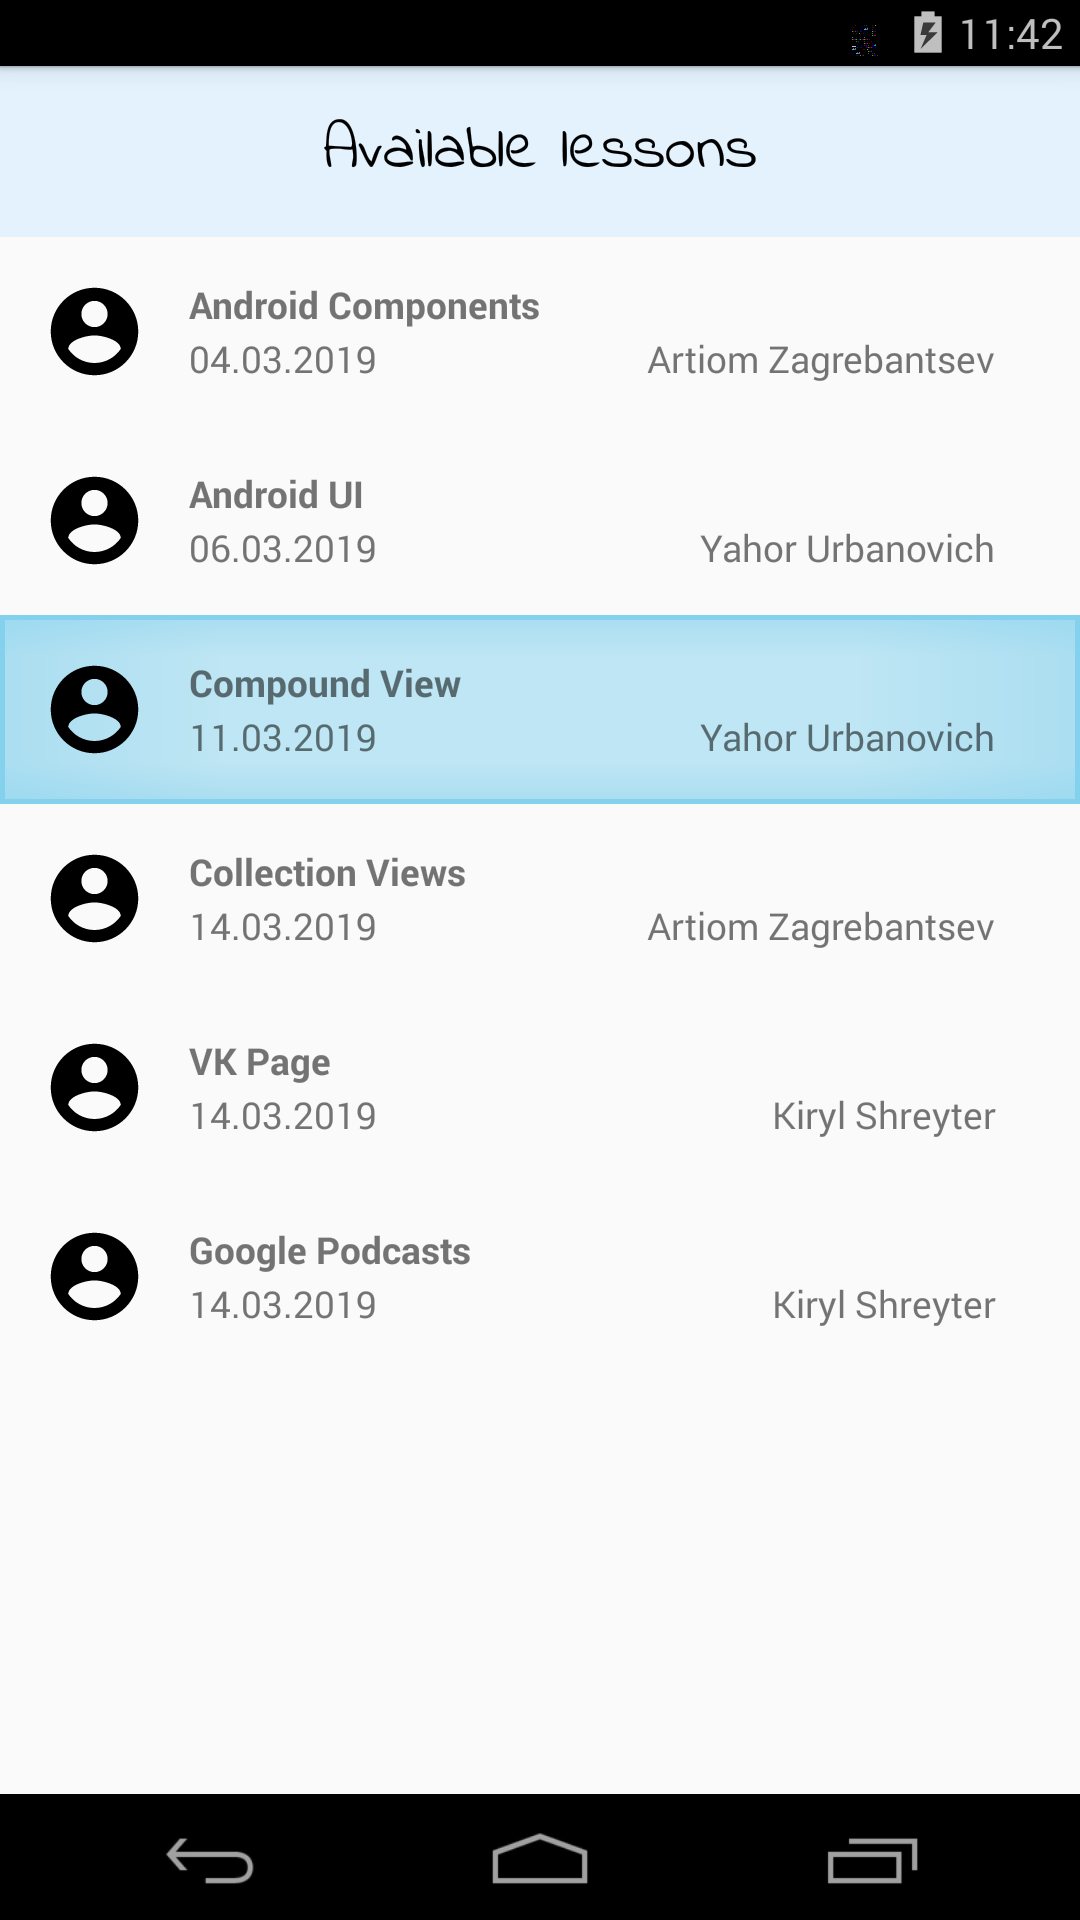 11:42
Available lessons
Android Components
04.03.2019 Artiom Zagrebantsev
Android UI
06.03.2019 Yahor Urbanovich
Compound View
11.03.2019 Yahor Urbanovich
Collection Views
14.03.2019 Artiom Zagrebantsev
VK Page
14.03.2019 Kiryl Shreyter
Google Podcasts
14.03.2019 Kiryl Shreyter